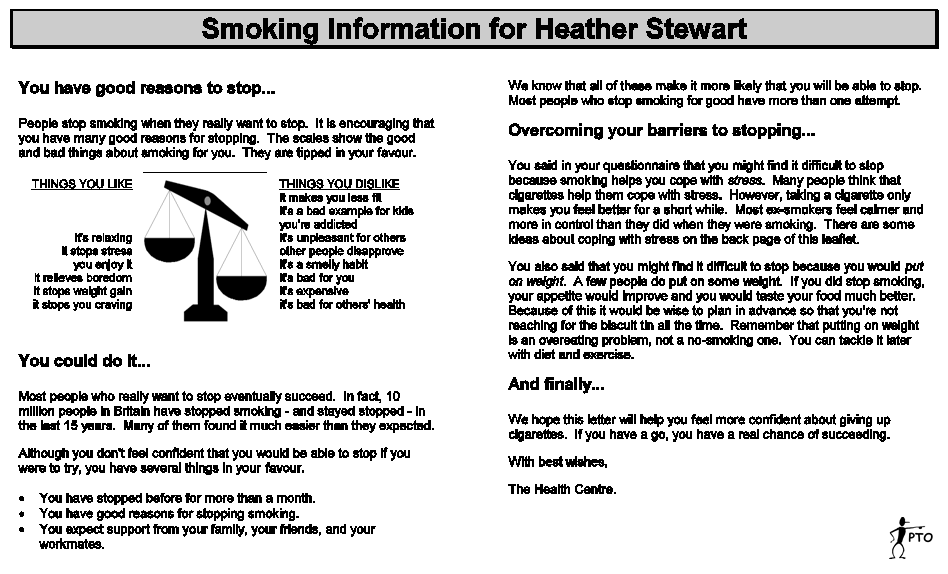 Smoking Information for Heather Stewart
You have good reasons to stop...
People stop smoking when they really want to stop. It is encouraging that
you have many good reasons for stopping. The scales show the good
and bad things about smoking for you. They are tipped in your favour.
THINGS YOU LIKE
it's relaxing
it stops stress
you enjoy it
it relieves boredom
it stops weight gain
it stops you craving
THINGS YOU DISLIKE
it makes you less fit
it's a bad example for kids
you're addicted
it's unpleasant for others
other people disapprove
it's a smelly habit
it's bad for you
it's expensive
it's bad for others' health
You could do it...
Most people who really want to stop eventually succeed. In fact, 10
million people in Britain have stopped smoking - and stayed stopped - in
the last 15 years. Many of them found it much easier than they expected.
Although you don't feel confident that you would be able to stop if you
were to try, you have several things in your favour.
• You have stopped before for more than a month.
• You have good reasons for stopping smoking.
• You expect support from your family, your friends, and your
workmates.
We know that all of these make it more likely that you will be able to stop.
Most people who stop smoking for good have more than one attempt.
Overcoming your barriers to stopping...
You said in your questionnaire that you might find it difficult to stop
because smoking helps you cope with stress. Many people think that
cigarettes help them cope with stress. However, taking a cigarette only
makes you feel better for a short while. Most ex-smokers feel calmer and
more in control than they did when they were smoking. There are some
ideas about coping with stress on the back page of this leaflet.
You also said that you might find it difficult to stop because you would put
on weight. A few people do put on some weight. If you did stop smoking,
your appetite would improve and you would taste your food much better.
Because of this it would be wise to plan in advance so that you're not
reaching for the biscuit tin all the time. Remember that putting on weight
is an overeating problem, not a no-smoking one. You can tackle it later
with diet and exercise.
And finally...
We hope this letter will help you feel more confident about giving up
cigarettes. If you have a go, you have a real chance of succeeding.
With best wishes,
The Health Centre.
PTO